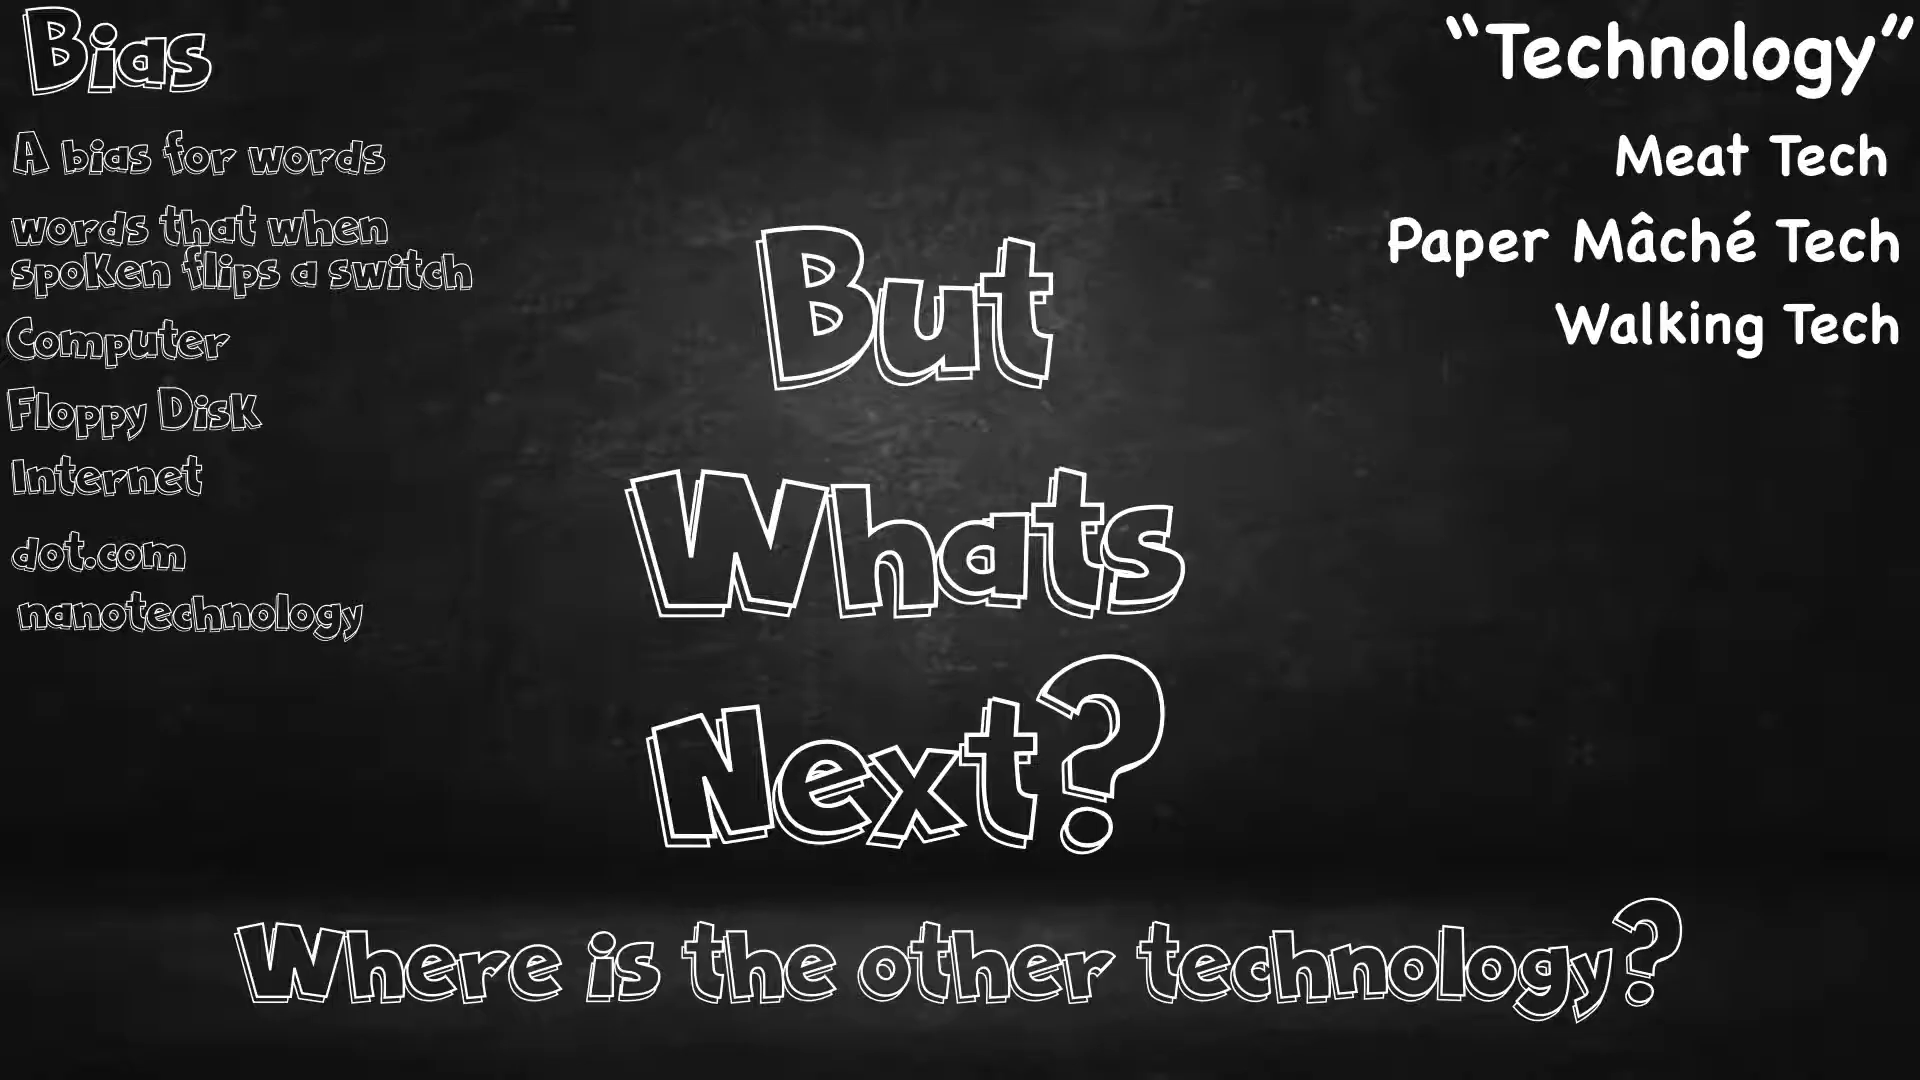 Bias
A bias for words
words that when
spoken flips a switch
Computer
Floppy Disk
Internet
dot.com
nanotechnology
But
Whats
Next?
"Technology"
Meat Tech
Paper Mâché Tech
Walking Tech
Where is the other technology?